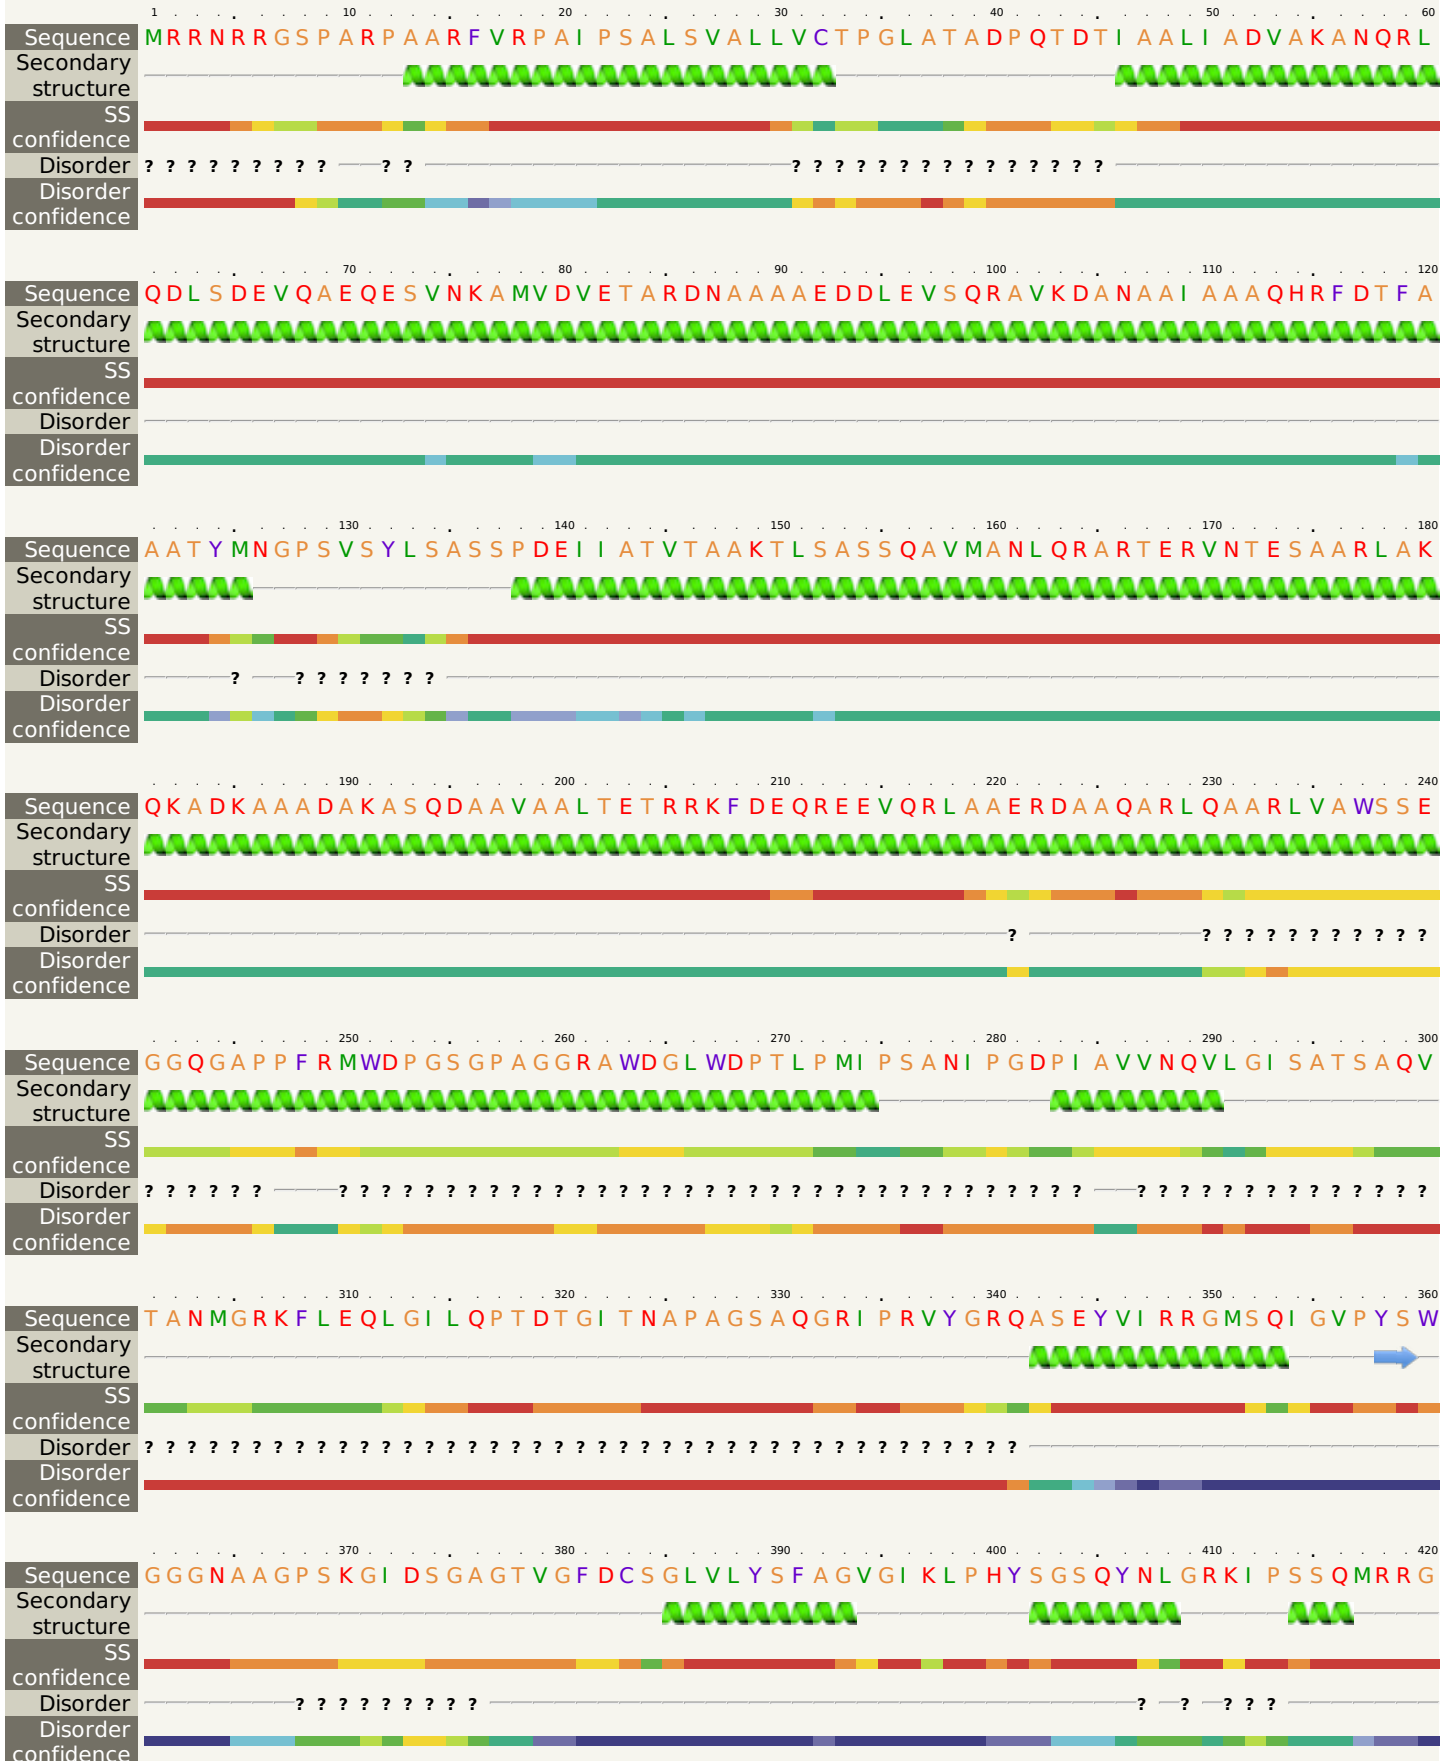 1 10 20 30 40 50 60
Sequence MRRNRRGSPARPAARFVRPAIPSALSVALLVCTPGLATADPQTDTIAALIADVAKANQRL
Secondary
structure
SS
confidence
Disorder ? ? ? ? ? ? ? ? ? ? ? ? ? ? ? ? ? ? ? ? ? ? ? ? ? ?
Disorder
confidence
70 80 90 100 110 120
Sequence QDLSDEVQAEQESVNKAMVDVETARDNAAAAEDDLEVSQRAVKDANAAIAAAQHRFDTFA
Secondary
structure
SS
confidence
Disorder
Disorder
confidence
130 140 150 160 170 180
Sequence AATYMNGPSVSYLSASSPDEIIATVTAAKTLSASSQAVMANLQRARTERVNTESAARLAK
Secondary
structure
SS
confidence
Disorder ? ? ? ? ? ? ? ?
Disorder
confidence
190 200 210 220 230 240
Sequence QKADKAAADAKASQDAAVAALTETRRKFDEQREEVQRLAAERDAAQARLQAARLVAWSSE
Secondary
structure
SS
confidence
Disorder ? ? ? ? ? ? ? ? ? ? ? ?
Disorder
confidence
250 260 270 280 290 300
Sequence GGQGAPPFRMWDPGSGPAGGRAWDGLWDPTLPMIPSANIPGDPIAVVNQVLGISATSAQV
Secondary
structure
SS
confidence
Disorder ? ? ? ? ? ? ? ? ? ? ? ? ? ? ? ? ? ? ? ? ? ? ? ? ? ? ? ? ? ? ? ? ? ? ? ? ? ? ? ? ? ? ? ? ? ? ? ? ? ? ? ? ? ? ?
Disorder
confidence
310 320 330 340 350 360
Sequence TANMGRKFLEQLGILQPTDTGITNAPAGSAQGRIPRVYGRQASEYVIRRGMSQIGVPYSW
Secondary
structure
SS
confidence
Disorder ? ? ? ? ? ? ? ? ? ? ? ? ? ? ? ? ? ? ? ? ? ? ? ? ? ? ? ? ? ? ? ? ? ? ? ? ? ? ? ? ?
Disorder
confidence
370 380 390 400 410 420
Sequence GGGNAAGPSKGIDSGAGTVGFDCSGLVLYSFAGVGIKLPHYSGSQYNLGRKIPSSQMRRG
Secondary
structure
SS
confidence
Disorder ? ? ? ? ? ? ? ? ? ? ? ? ? ?
Disorder
confidence